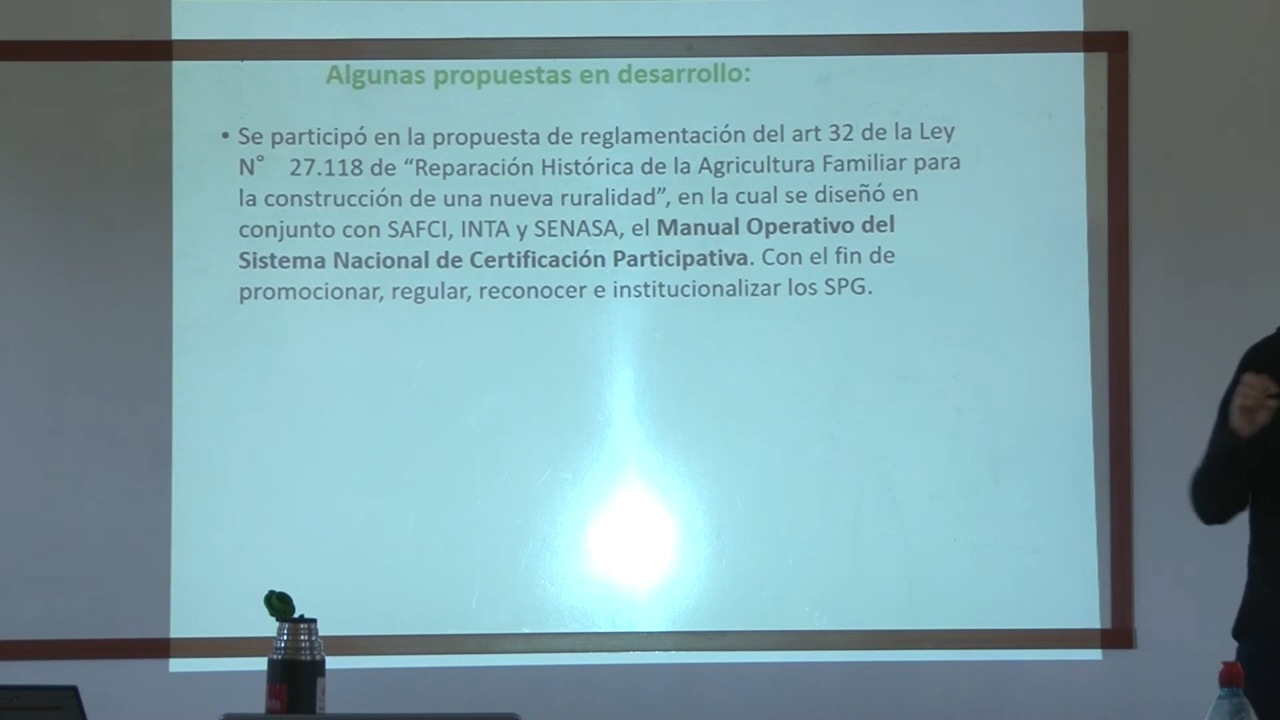 Algunas propuestas en desarrollo:
• Se participó en la propuesta de reglamentación del art 32 de la Ley
N° 27.118 de “Reparación Histórica de la Agricultura Familiar para
la construcción de una nueva ruralidad”, en la cual se diseñó en
conjunto con SAFCI, INTA y SENASA, el Manual Operativo del
Sistema Nacional de Certificación Participativa. Con el fin de
promocionar, regular, reconocer e institucionalizar los SPG.